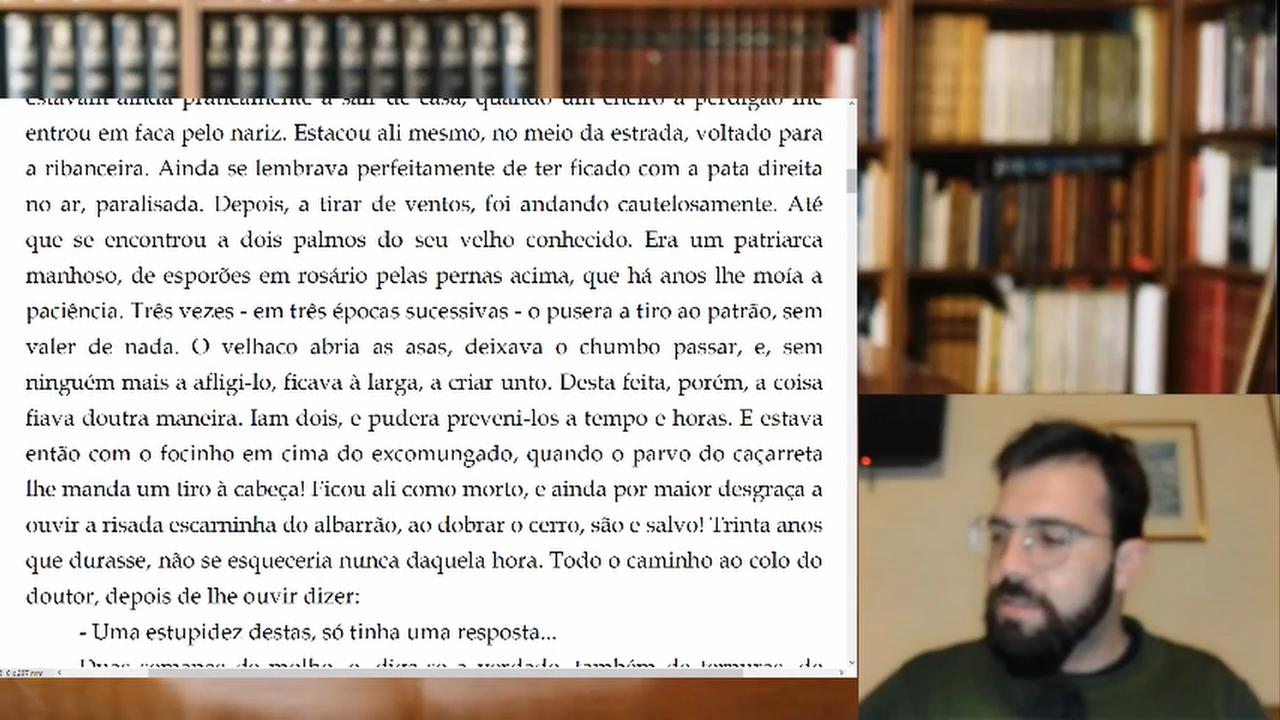 entrou em faca pelo nariz. Estacou ali mesmo, no meio da estrada, voltado para
a ribanceira. Ainda se lembrava perfeitamente de ter ficado com a pata direita
no ar, paralisada. Depois, a tirar de ventos, foi andando cautelosamente. Até
que se encontrou a dois palmos do seu velho conhecido. Era um patriarca
manhoso, de esporões em rosário pelas pernas acima, que há anos lhe moía a
paciência. Três vezes - em três épocas sucessivas - o pusera a tiro ao patrão, sem
valer de nada. O velhaco abria as asas, deixava o chumbo passar, e, sem
ninguém mais a afligi-lo, ficava à larga, a criar unto. Desta feita, porém, a coisa
fiava doutra maneira. Iam dois, e pudera preveni-los a tempo e horas. E estava
então com o focinho em cima do excomungado, quando o parvo do caçarreta
lhe manda um tiro à cabeça! Ficou ali como morto, e ainda por maior desgraça a
ouvir a risada escarninha do albarrão, ao dobrar o cerro, são e salvo! Trinta anos
que durasse, não se esqueceria nunca daquela hora. Todo o caminho ao colo do
doutor, depois de lhe ouvir dizer:
- Uma estupidez destas, só tinha uma resposta...